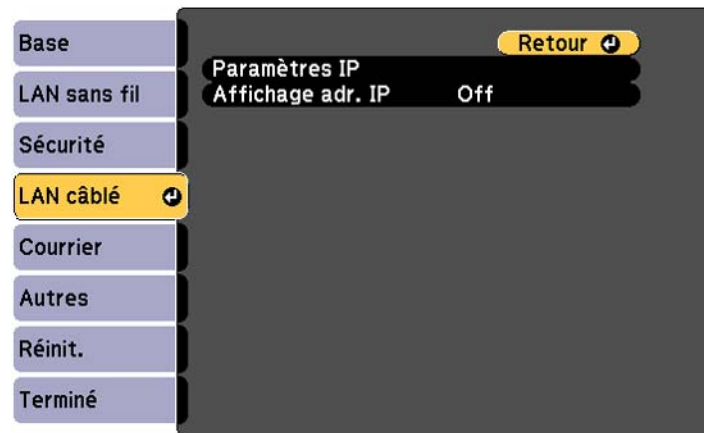 Base
LAN sans fil
Sécurité
LAN câblé
Courrier
Autres
Réinit.
Terminé
Retour
Paramètres IP
Affichage adr. IP Off